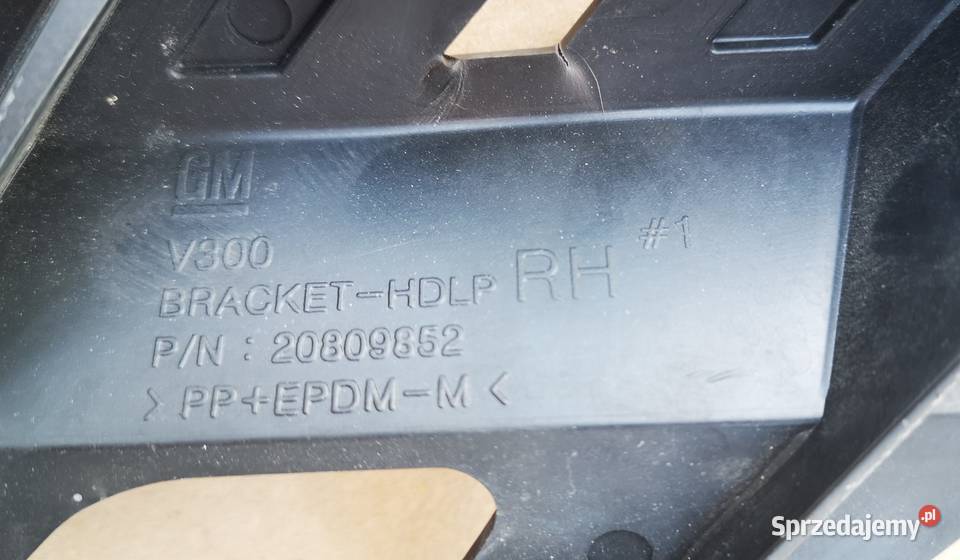 GM
V300
BRACKET-HDLP RH #1
P/N : 20809852
> PP+EPDM-M <
Sprzedajemy.pl